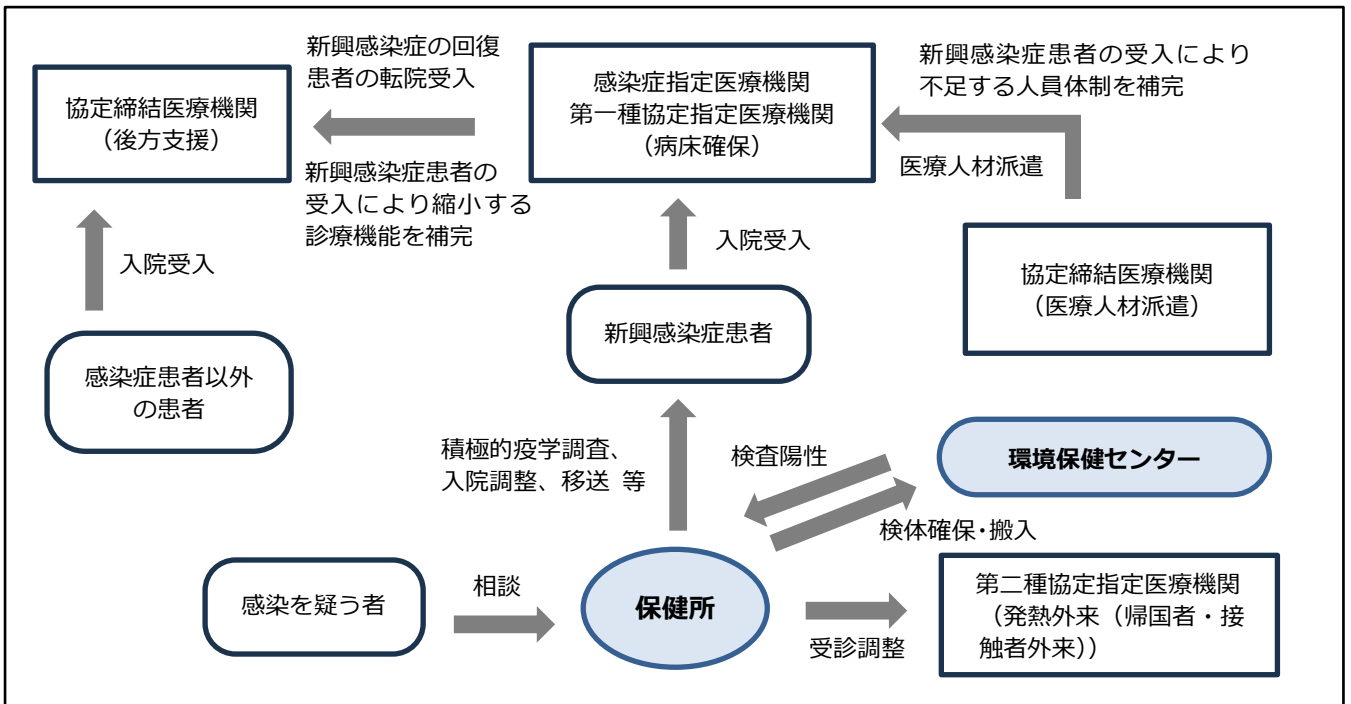 新興感染症の回復
患者の転院受入
新興感染症患者の受入により
不足する人員体制を補完
協定締結医療機関
（後方支援）
感染症指定医療機関
第一種協定指定医療機関
（病床確保）
医療人材派遣
新興感染症患者の
受入により縮小する
診療機能を補完
入院受入
入院受入
協定締結医療機関
（医療人材派遣）
新興感染症患者
感染症患者以外
の患者
積極的疫学調査、
入院調整、移送 等
検査陽性
環境保健センター
検体確保・搬入
感染を疑う者
相談
保健所
受診調整
第二種協定指定医療機関
（発熱外来（帰国者・接
触者外来））